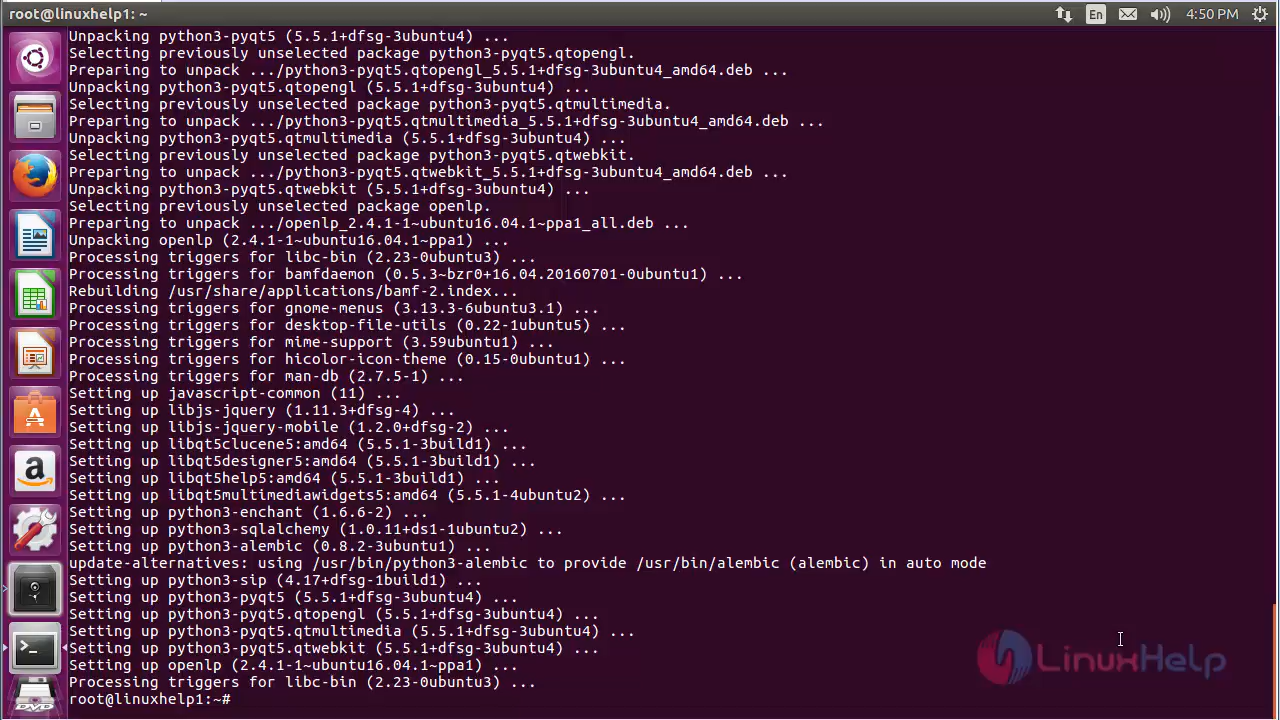 root@linuxhelp1: ~
En
4:50 PM
Unpacking python3-pyqt5 (5.5.1+dfsg-3ubuntu4) ...
Selecting previously unselected package python3-pyqt5.qtopengl.
Preparing to unpack .../python3-pyqt5.qtopengl_5.5.1+dfsg-3ubuntu4_amd64.deb ...
Unpacking python3-pyqt5.qtopengl (5.5.1+dfsg-3ubuntu4) ...
Selecting previously unselected package python3-pyqt5.qtmultimedia.
Preparing to unpack .../python3-pyqt5.qtmultimedia_5.5.1+dfsg-3ubuntu4_amd64.deb ...
Unpacking python3-pyqt5.qtmultimedia (5.5.1+dfsg-3ubuntu4) ...
Selecting previously unselected package python3-pyqt5.qtwebkit.
Preparing to unpack .../python3-pyqt5.qtwebkit_5.5.1+dfsg-3ubuntu4_amd64.deb ...
Unpacking python3-pyqt5.qtwebkit (5.5.1+dfsg-3ubuntu4) ...
Selecting previously unselected package openlp.
Preparing to unpack .../openlp_2.4.1-1~ubuntu16.04.1~ppa1_all.deb ...
Unpacking openlp (2.4.1-1~ubuntu16.04.1~ppa1) ...
Processing triggers for libc-bin (2.23-0ubuntu3) ...
Processing triggers for bamfdaemon (0.5.3~bzr0+16.04.20160701-0ubuntu1) ...
Rebuilding /usr/share/applications/bamf-2.index...
Processing triggers for gnome-menus (3.13.3-6ubuntu3.1) ...
Processing triggers for desktop-file-utils (0.22-1ubuntu5) ...
Processing triggers for mime-support (3.59ubuntu1) ...
Processing triggers for hicolor-icon-theme (0.15-0ubuntu1) ...
Processing triggers for man-db (2.7.5-1) ...
Setting up javascript-common (11) ...
Setting up libjs-jquery (1.11.3+dfsg-4) ...
Setting up libjs-jquery-mobile (1.2.0+dfsg-2) ...
Setting up libqt5clucene5:amd64 (5.5.1-3build1) ...
Setting up libqt5designer5:amd64 (5.5.1-3build1) ...
Setting up libqt5help5:amd64 (5.5.1-3build1) ...
Setting up libqt5multimediawidgets5:amd64 (5.5.1-4ubuntu2) ...
Setting up python3-enchant (1.6.6-2) ...
Setting up python3-sqlalchemy (1.0.11+ds1-1ubuntu2) ...
Setting up python3-alembic (0.8.2-3ubuntu1) ...
update-alternatives: using /usr/bin/python3-alembic to provide /usr/bin/alembic (alembic) in auto mode
Setting up python3-sip (4.17+dfsg-1build1) ...
Setting up python3-pyqt5 (5.5.1+dfsg-3ubuntu4) ...
Setting up python3-pyqt5.qtopengl (5.5.1+dfsg-3ubuntu4) ...
Setting up python3-pyqt5.qtmultimedia (5.5.1+dfsg-3ubuntu4) ...
Setting up python3-pyqt5.qtwebkit (5.5.1+dfsg-3ubuntu4) ...
Setting up openlp (2.4.1-1~ubuntu16.04.1~ppa1) ...
Processing triggers for libc-bin (2.23-0ubuntu3) ...
root@linuxhelp1:~#
LinuxHelp